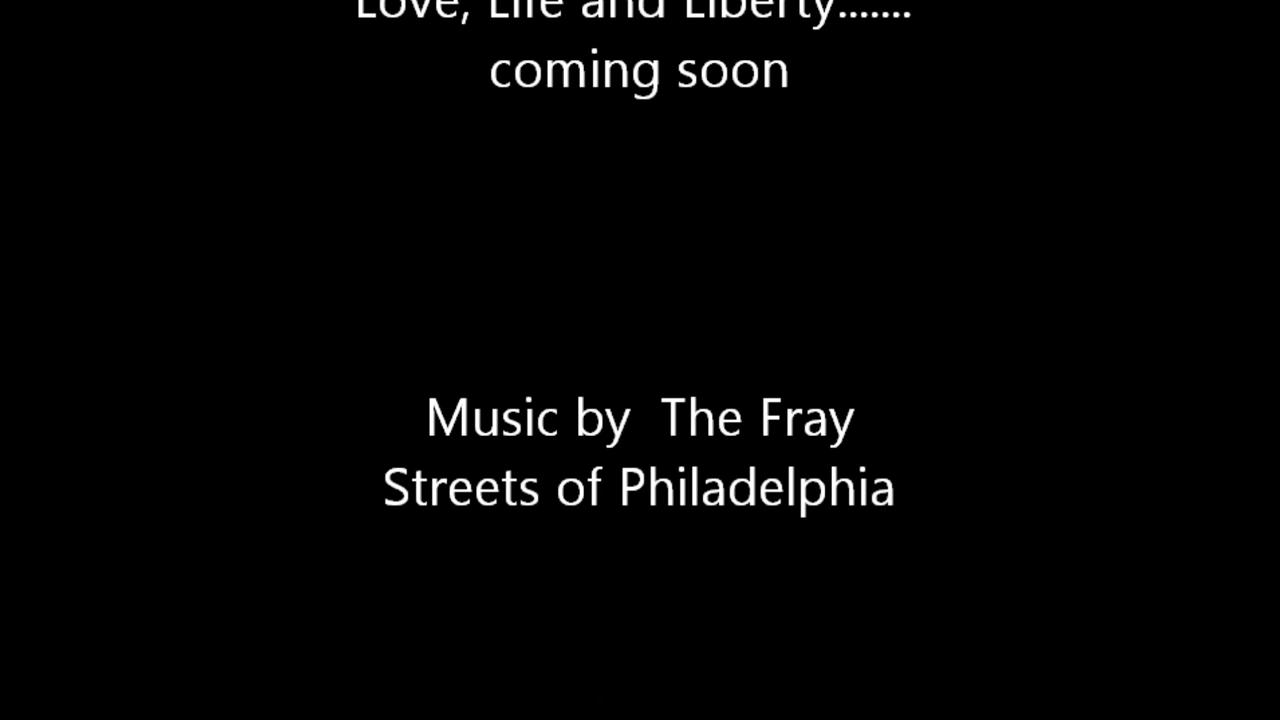 Love, Life and Liberty.......
coming soon
Music by  The Fray
Streets of Philadelphia